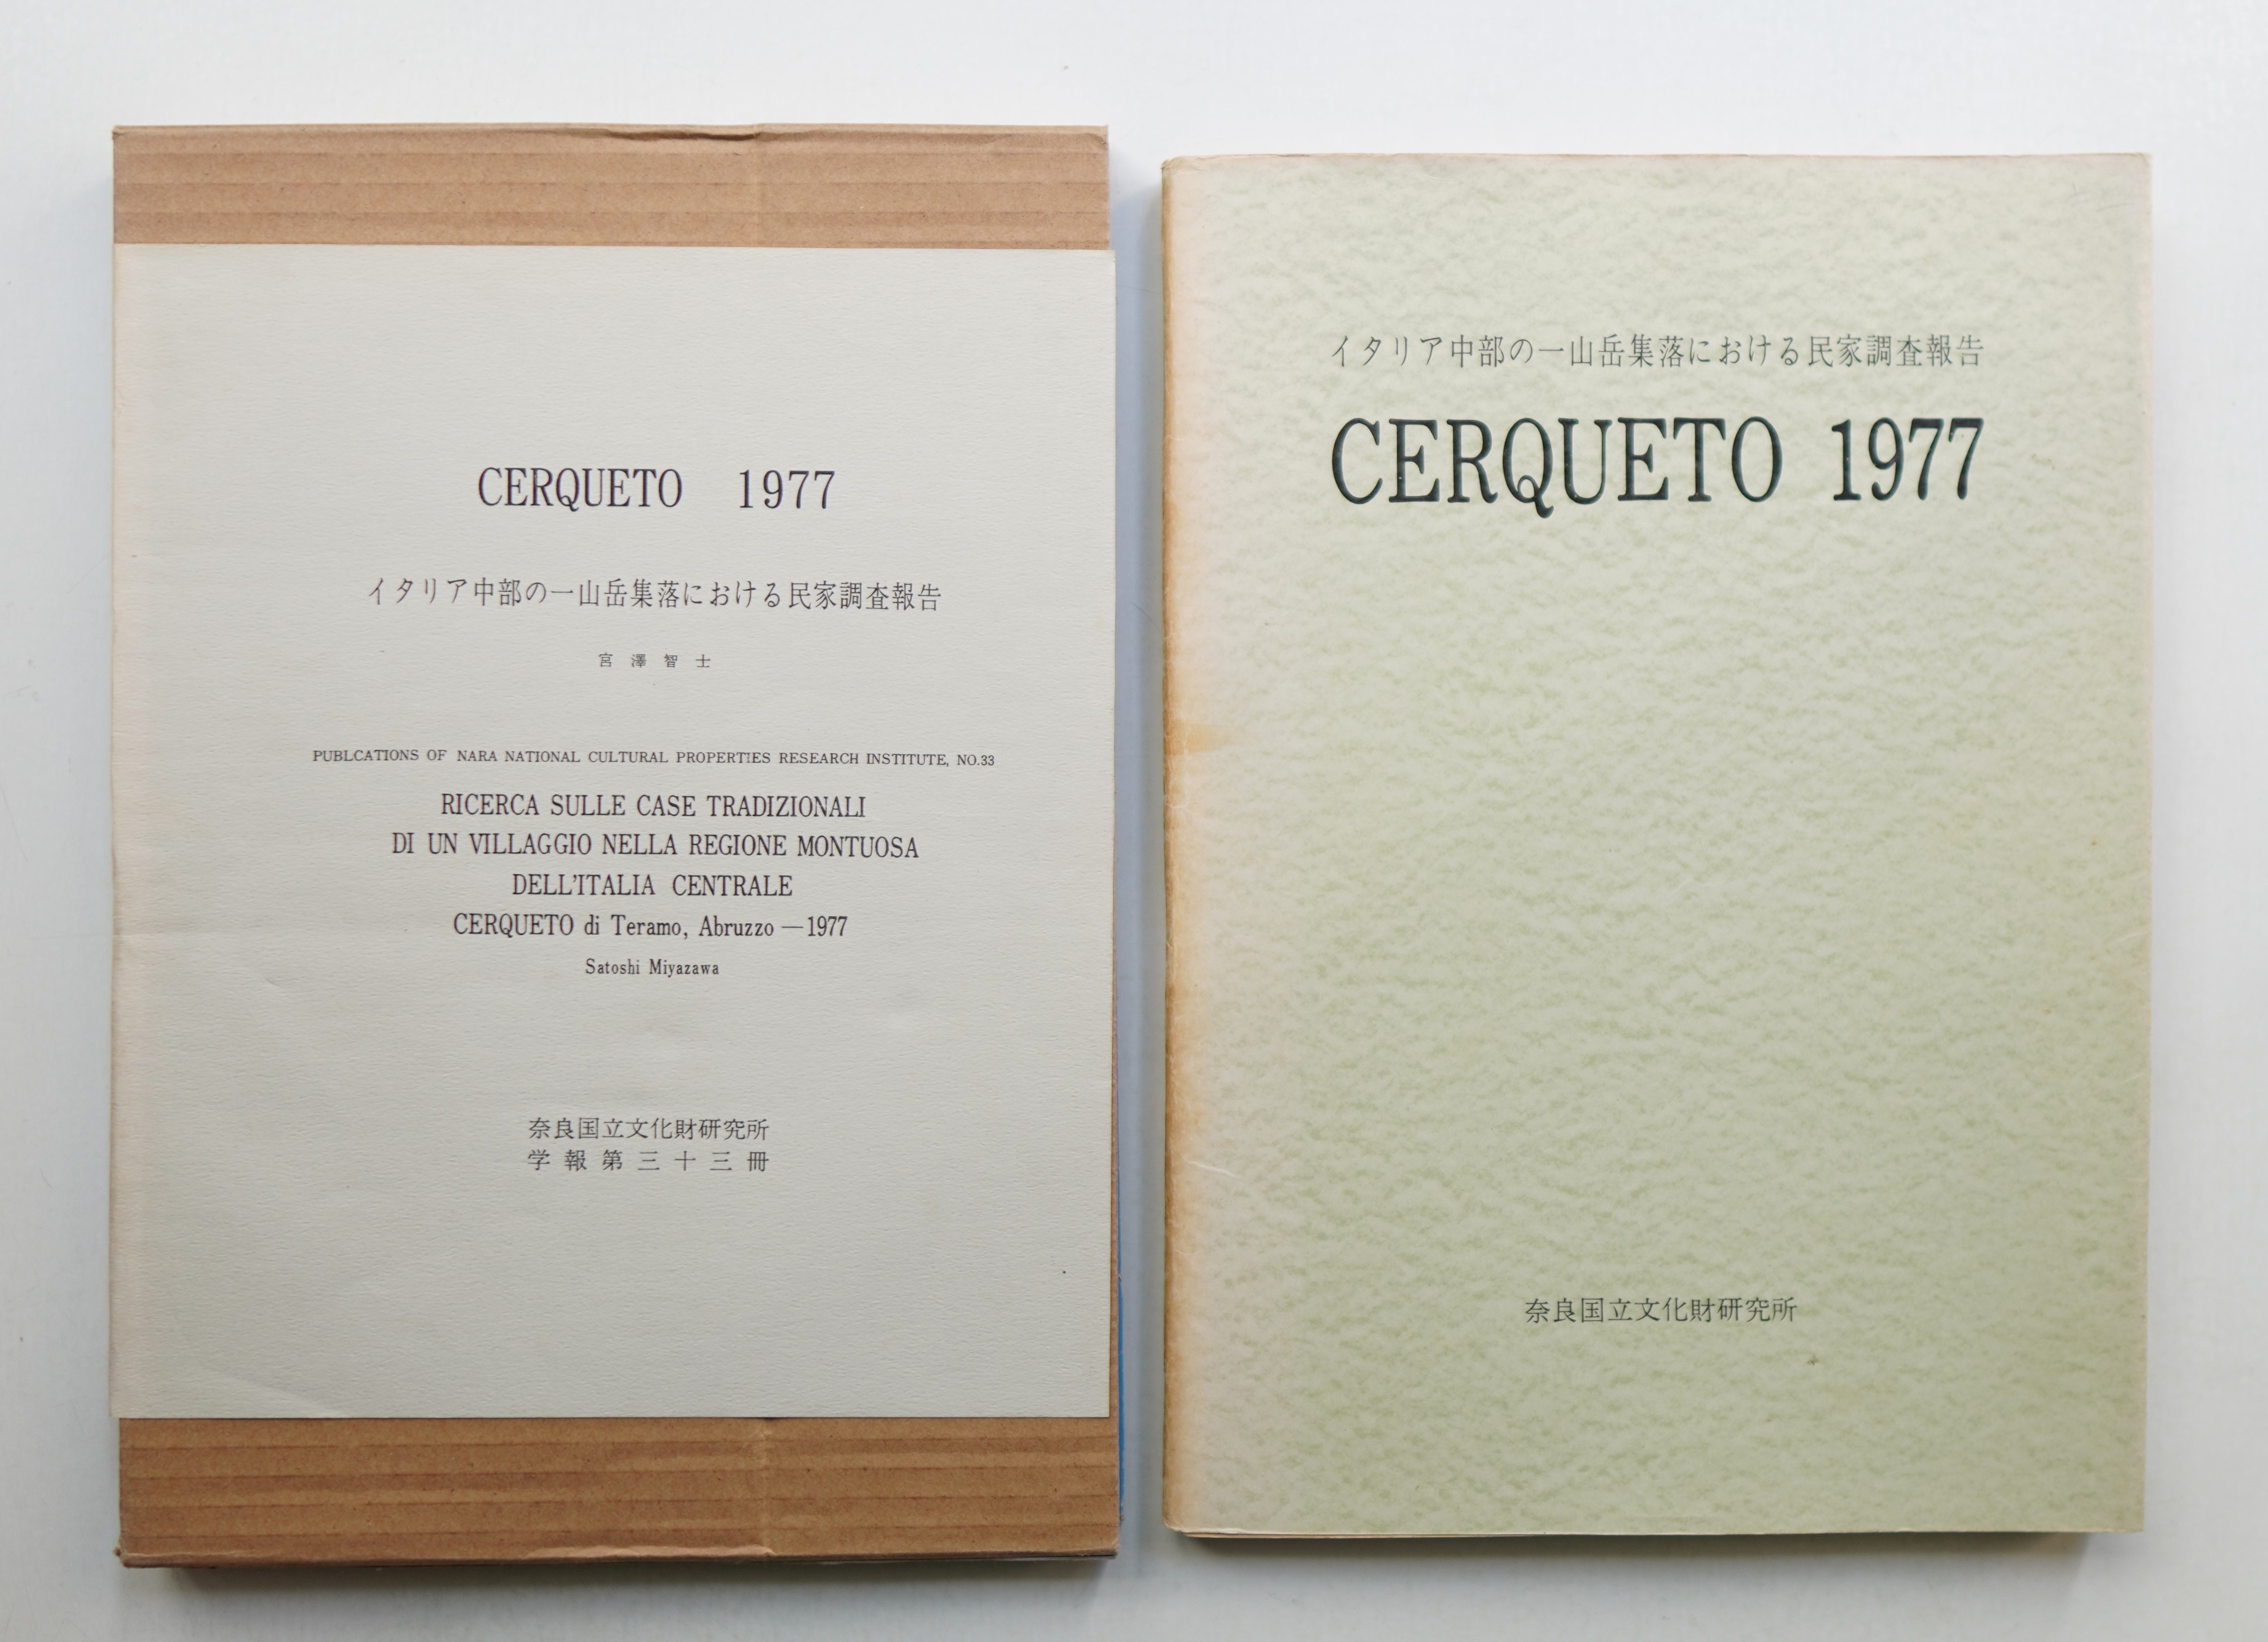 CERQUETO 1977
イタリア中部の一山岳集落における民家調査報告
宮澤智士
PUBLCATIONS OF NARA NATIONAL CULTURAL PROPERTIES RESEARCH INSTITUTE, NO.33
RICERCA SULLE CASE TRADIZIONALI
DI UN VILLAGGIO NELLA REGIONE MONTUOSA
DELL'ITALIA CENTRALE
CERQUETO di Teramo, Abruzzo—1977
Satoshi Miyazawa
奈良国立文化財研究所
学報第三十三冊
イタリア中部の一山岳集落における民家調査報告
CERQUETO 1977
奈良国立文化財研究所